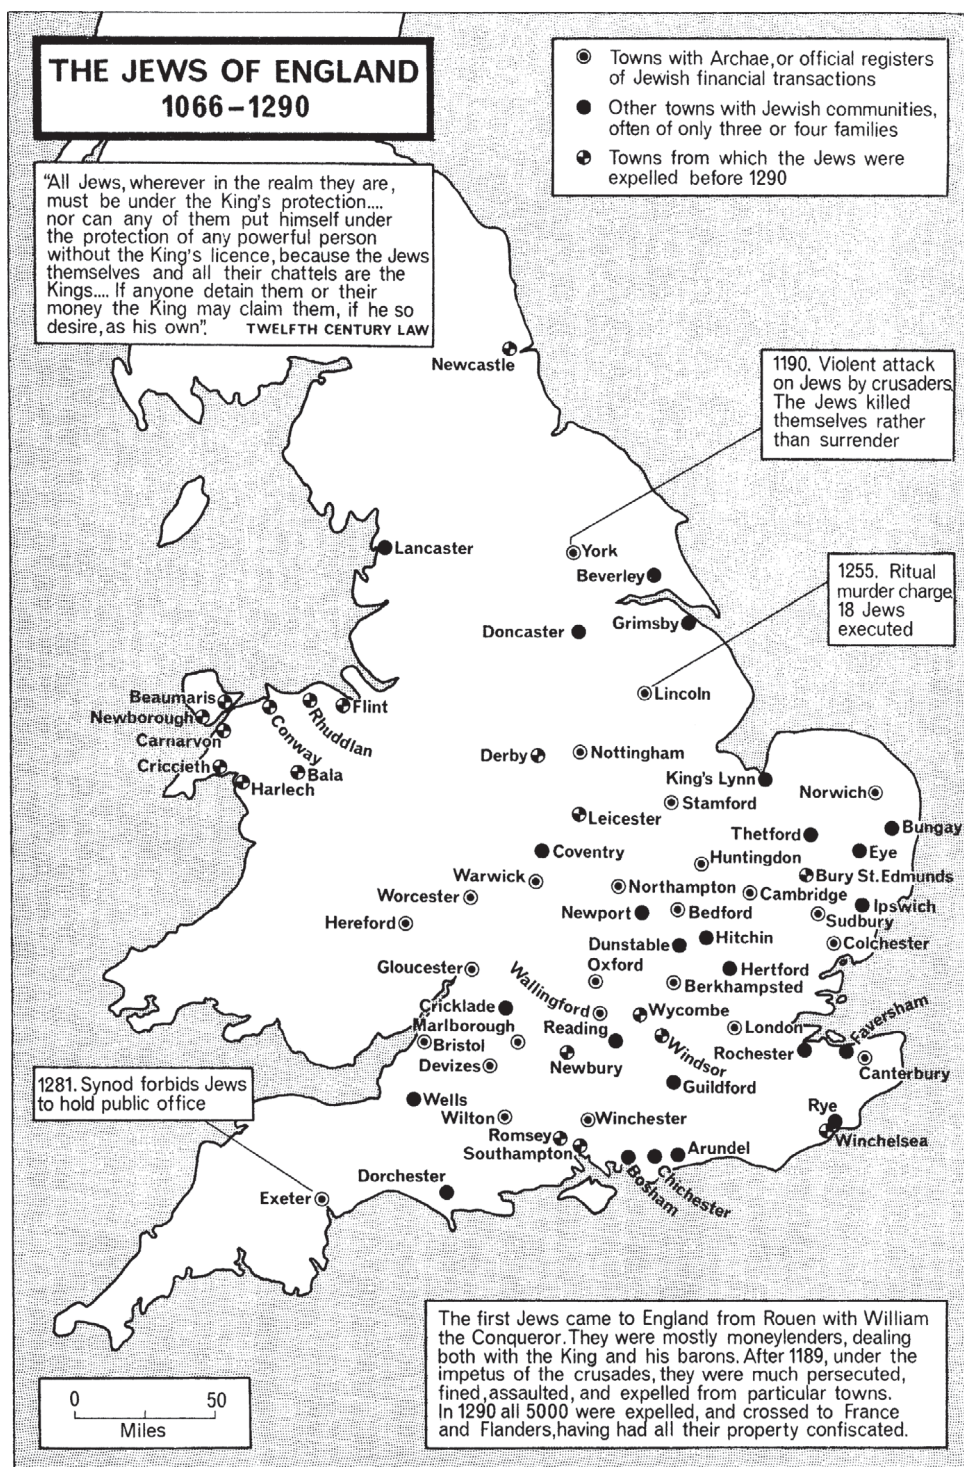 THE JEWS OF ENGLAND
1066-1290
Towns with Archae, or official registers
of Jewish financial transactions
Other towns with Jewish communities,
often of only three or four families
Towns from which the Jews were
expelled before 1290
"All Jews, wherever in the realm they are,
must be under the King's protection....
nor can any of them put himself under
the protection of any powerful person
without the King's licence, because the Jews
themselves and all their chattels are the
Kings.... If anyone detain them or their
money the King may claim them, if he so
desire, as his own".
TWELFTH CENTURY LAW
Newcastle
1190. Violent attack
on Jews by crusaders.
The Jews killed
themselves rather
than surrender
Lancaster
York
Beverley
1255. Ritual
murder charge.
18 Jews
executed
Doncaster
Grimsby
Lincoln
Beaumaris
Newborough
Carnarvon
Criccieth
Harlech
Conway
Rhuddlan
Flint
Bala
Derby
Nottingham
King's Lynn
Stamford
Norwich
Leicester
Thetford
Bungay
Coventry
Huntingdon
Eye
Warwick
Bury St. Edmunds
Worcester
Northampton
Cambridge
Hereford
Newport
Bedford
Ipswich
Sudbury
Dunstable
Hitchin
Colchester
Gloucester
Wallingford
Oxford
Hertford
Berkhampsted
Cricklade
Wycombe
Faversham
Marlborough
Reading
London
Bristol
Rochester
Devizes
Newbury
Windsor
Canterbury
1281. Synod forbids Jews
to hold public office
Guildford
Wells
Rye
Wilton
Winchester
Winchelsea
Romsey
Southampton
Arundel
Dorchester
Bosham
Chichester
Exeter
The first Jews came to England from Rouen with William
the Conqueror. They were mostly moneylenders, dealing
both with the King and his barons. After 1189, under the
impetus of the crusades, they were much persecuted,
fined, assaulted, and expelled from particular towns.
In 1290 all 5000 were expelled, and crossed to France
and Flanders, having had all their property confiscated.
0 50
Miles